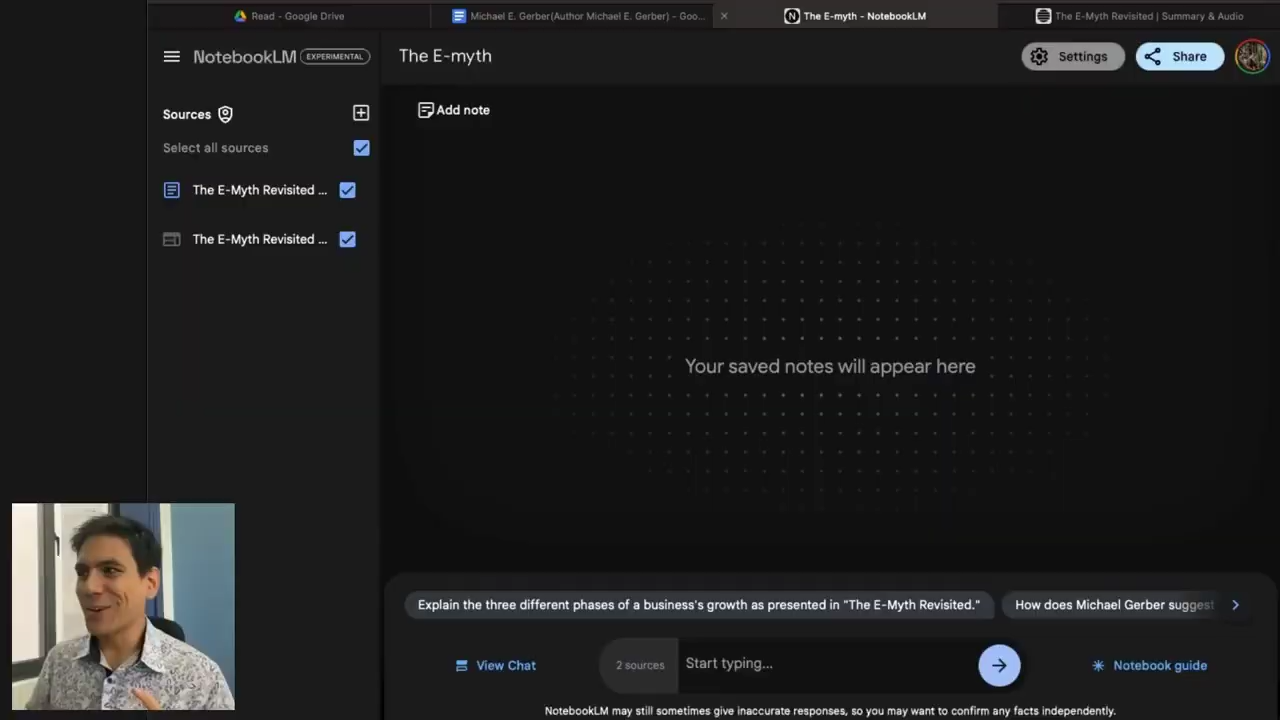 Read - Google Drive
Michael E. Gerber(Author Michael E. Gerber) - Goo...
The E-myth - NotebookLM
The E-Myth Revisited | Summary & Audio
NotebookLM
EXPERIMENTAL
The E-myth
Settings
Share
Sources
Add note
Select all sources
The E-Myth Revisited ...
The E-Myth Revisited ...
Your saved notes will appear here
Explain the three different phases of a business's growth as presented in "The E-Myth Revisited."
How does Michael Gerber suggest
View Chat
2 sources
Start typing...
Notebook guide
NotebookLM may still sometimes give inaccurate responses, so you may want to confirm any facts independently.